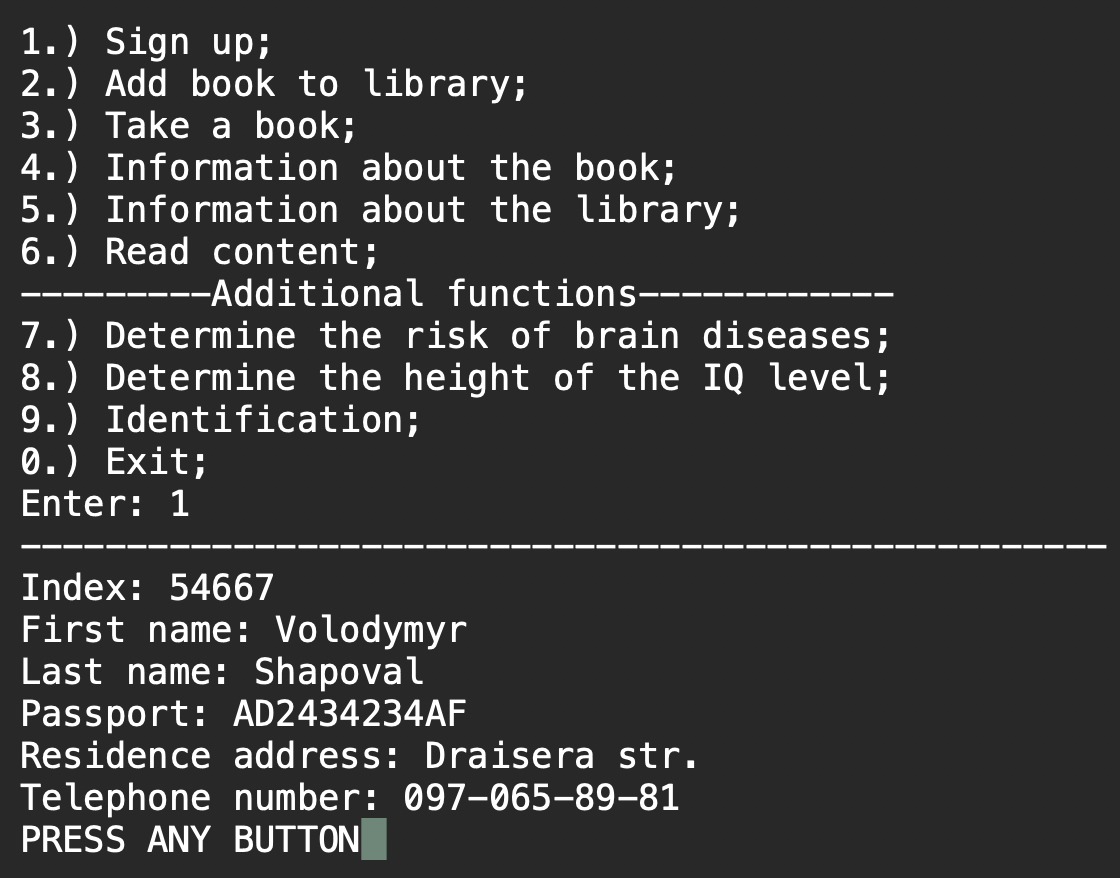 1.) Sign up;
2.) Add book to library;
3.) Take a book;
4.) Information about the book;
5.) Information about the library;
6.) Read content;
---------Additional functions------------
7.) Determine the risk of brain diseases;
8.) Determine the height of the IQ level;
9.) Identification;
0.) Exit;
Enter: 1
---------------------------------------------------
Index: 54667
First name: Volodymyr
Last name: Shapoval
Passport: AD2434234AF
Residence address: Draisera str.
Telephone number: 097-065-89-81
PRESS ANY BUTTON